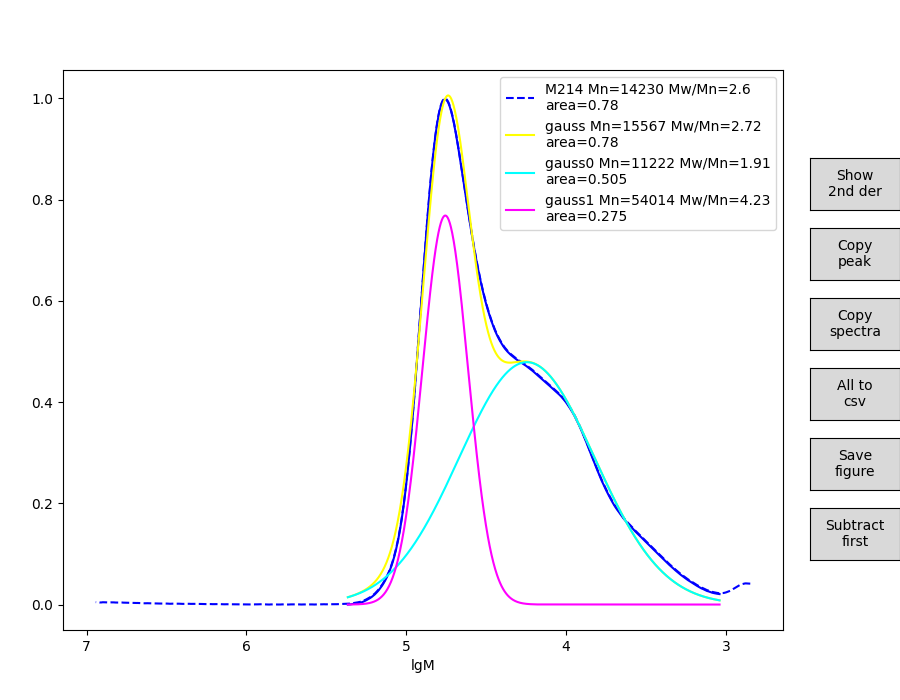 M214 Mn=14230 Mw/Mn=2.6
area=0.78
gauss Mn=15567 Mw/Mn=2.72
area=0.78
gauss0 Mn=11222 Mw/Mn=1.91
area=0.505
gauss1 Mn=54014 Mw/Mn=4.23
area=0.275
1.0
0.8
0.6
0.4
0.2
0.0
7
6
5
4
3
lgM
Show
2nd der
Copy
peak
Copy
spectra
All to
csv
Save
figure
Subtract
first